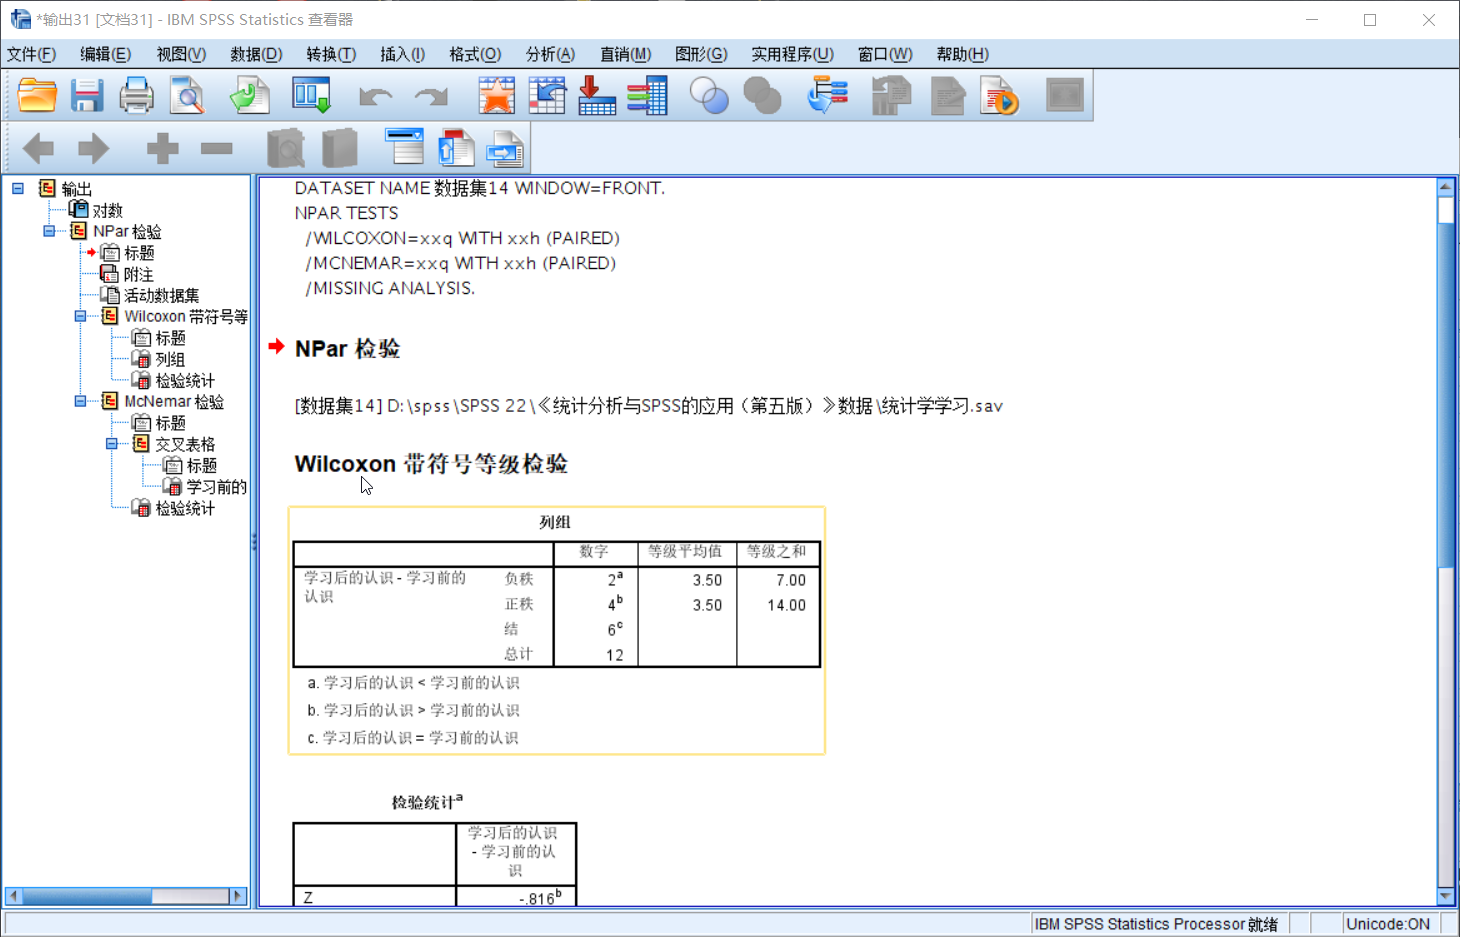 *输出31 [文档31] - IBM SPSS Statistics 查看器
文件(F) 编辑(E) 视图(V) 数据(D) 转换(T) 插入(I) 格式(O) 分析(A) 直销(M) 图形(G) 实用程序(U) 窗口(W) 帮助(H)
输出
对数
NPar 检验
标题
附注
活动数据集
Wilcoxon 带符号等
标题
列组
检验统计
McNemar 检验
标题
交叉表格
标题
学习前的
检验统计
DATASET NAME 数据集14 WINDOW=FRONT.
NPAR TESTS
/WILCOXON=xxq WITH xxh (PAIRED)
/MCNEMAR=xxq WITH xxh (PAIRED)
/MISSING ANALYSIS.
NPar 检验
[数据集14] D:\spss\SPSS 22\《统计分析与SPSS的应用（第五版）》数据\统计学学习.sav
Wilcoxon 带符号等级检验
列组
数字 等级平均值 等级之和
学习后的认识 - 学习前的认识 负秩 2a 3.50 7.00
正秩 4b 3.50 14.00
结 6c
总计 12
a. 学习后的认识 < 学习前的认识
b. 学习后的认识 > 学习前的认识
c. 学习后的认识 = 学习前的认识
检验统计a
学习后的认识
- 学习前的认
识
Z -.816b
IBM SPSS Statistics Processor 就绪 Unicode:ON